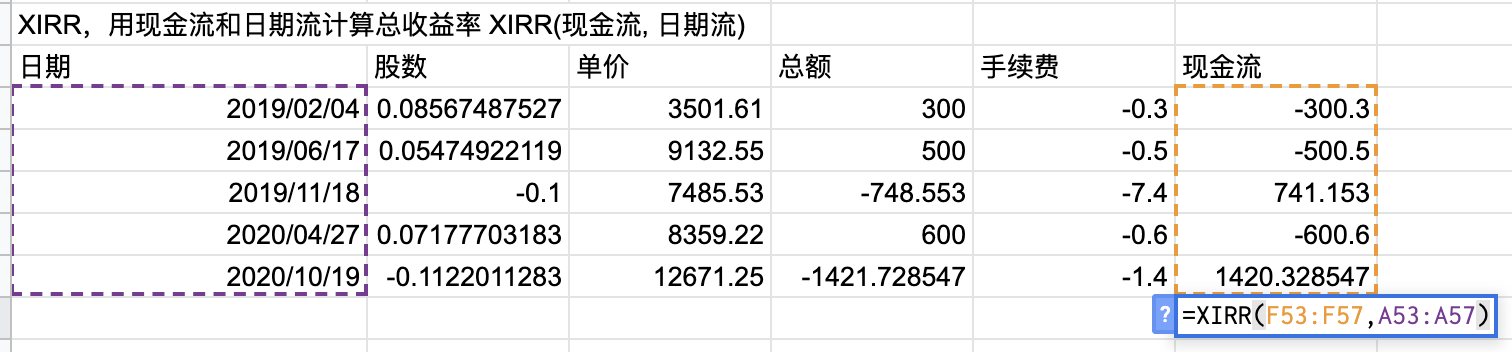 XIRR，用现金流和日期流计算总收益率 XIRR(现金流, 日期流)
日期 股数 单价 总额 手续费 现金流
2019/02/04 0.08567487527 3501.61 300 -0.3 -300.3
2019/06/17 0.05474922119 9132.55 500 -0.5 -500.5
2019/11/18 -0.1 7485.53 -748.553 -7.4 741.153
2020/04/27 0.07177703183 8359.22 600 -0.6 -600.6
2020/10/19 -0.1122011283 12671.25 -1421.728547 -1.4 1420.328547
? =XIRR(F53:F57,A53:A57)